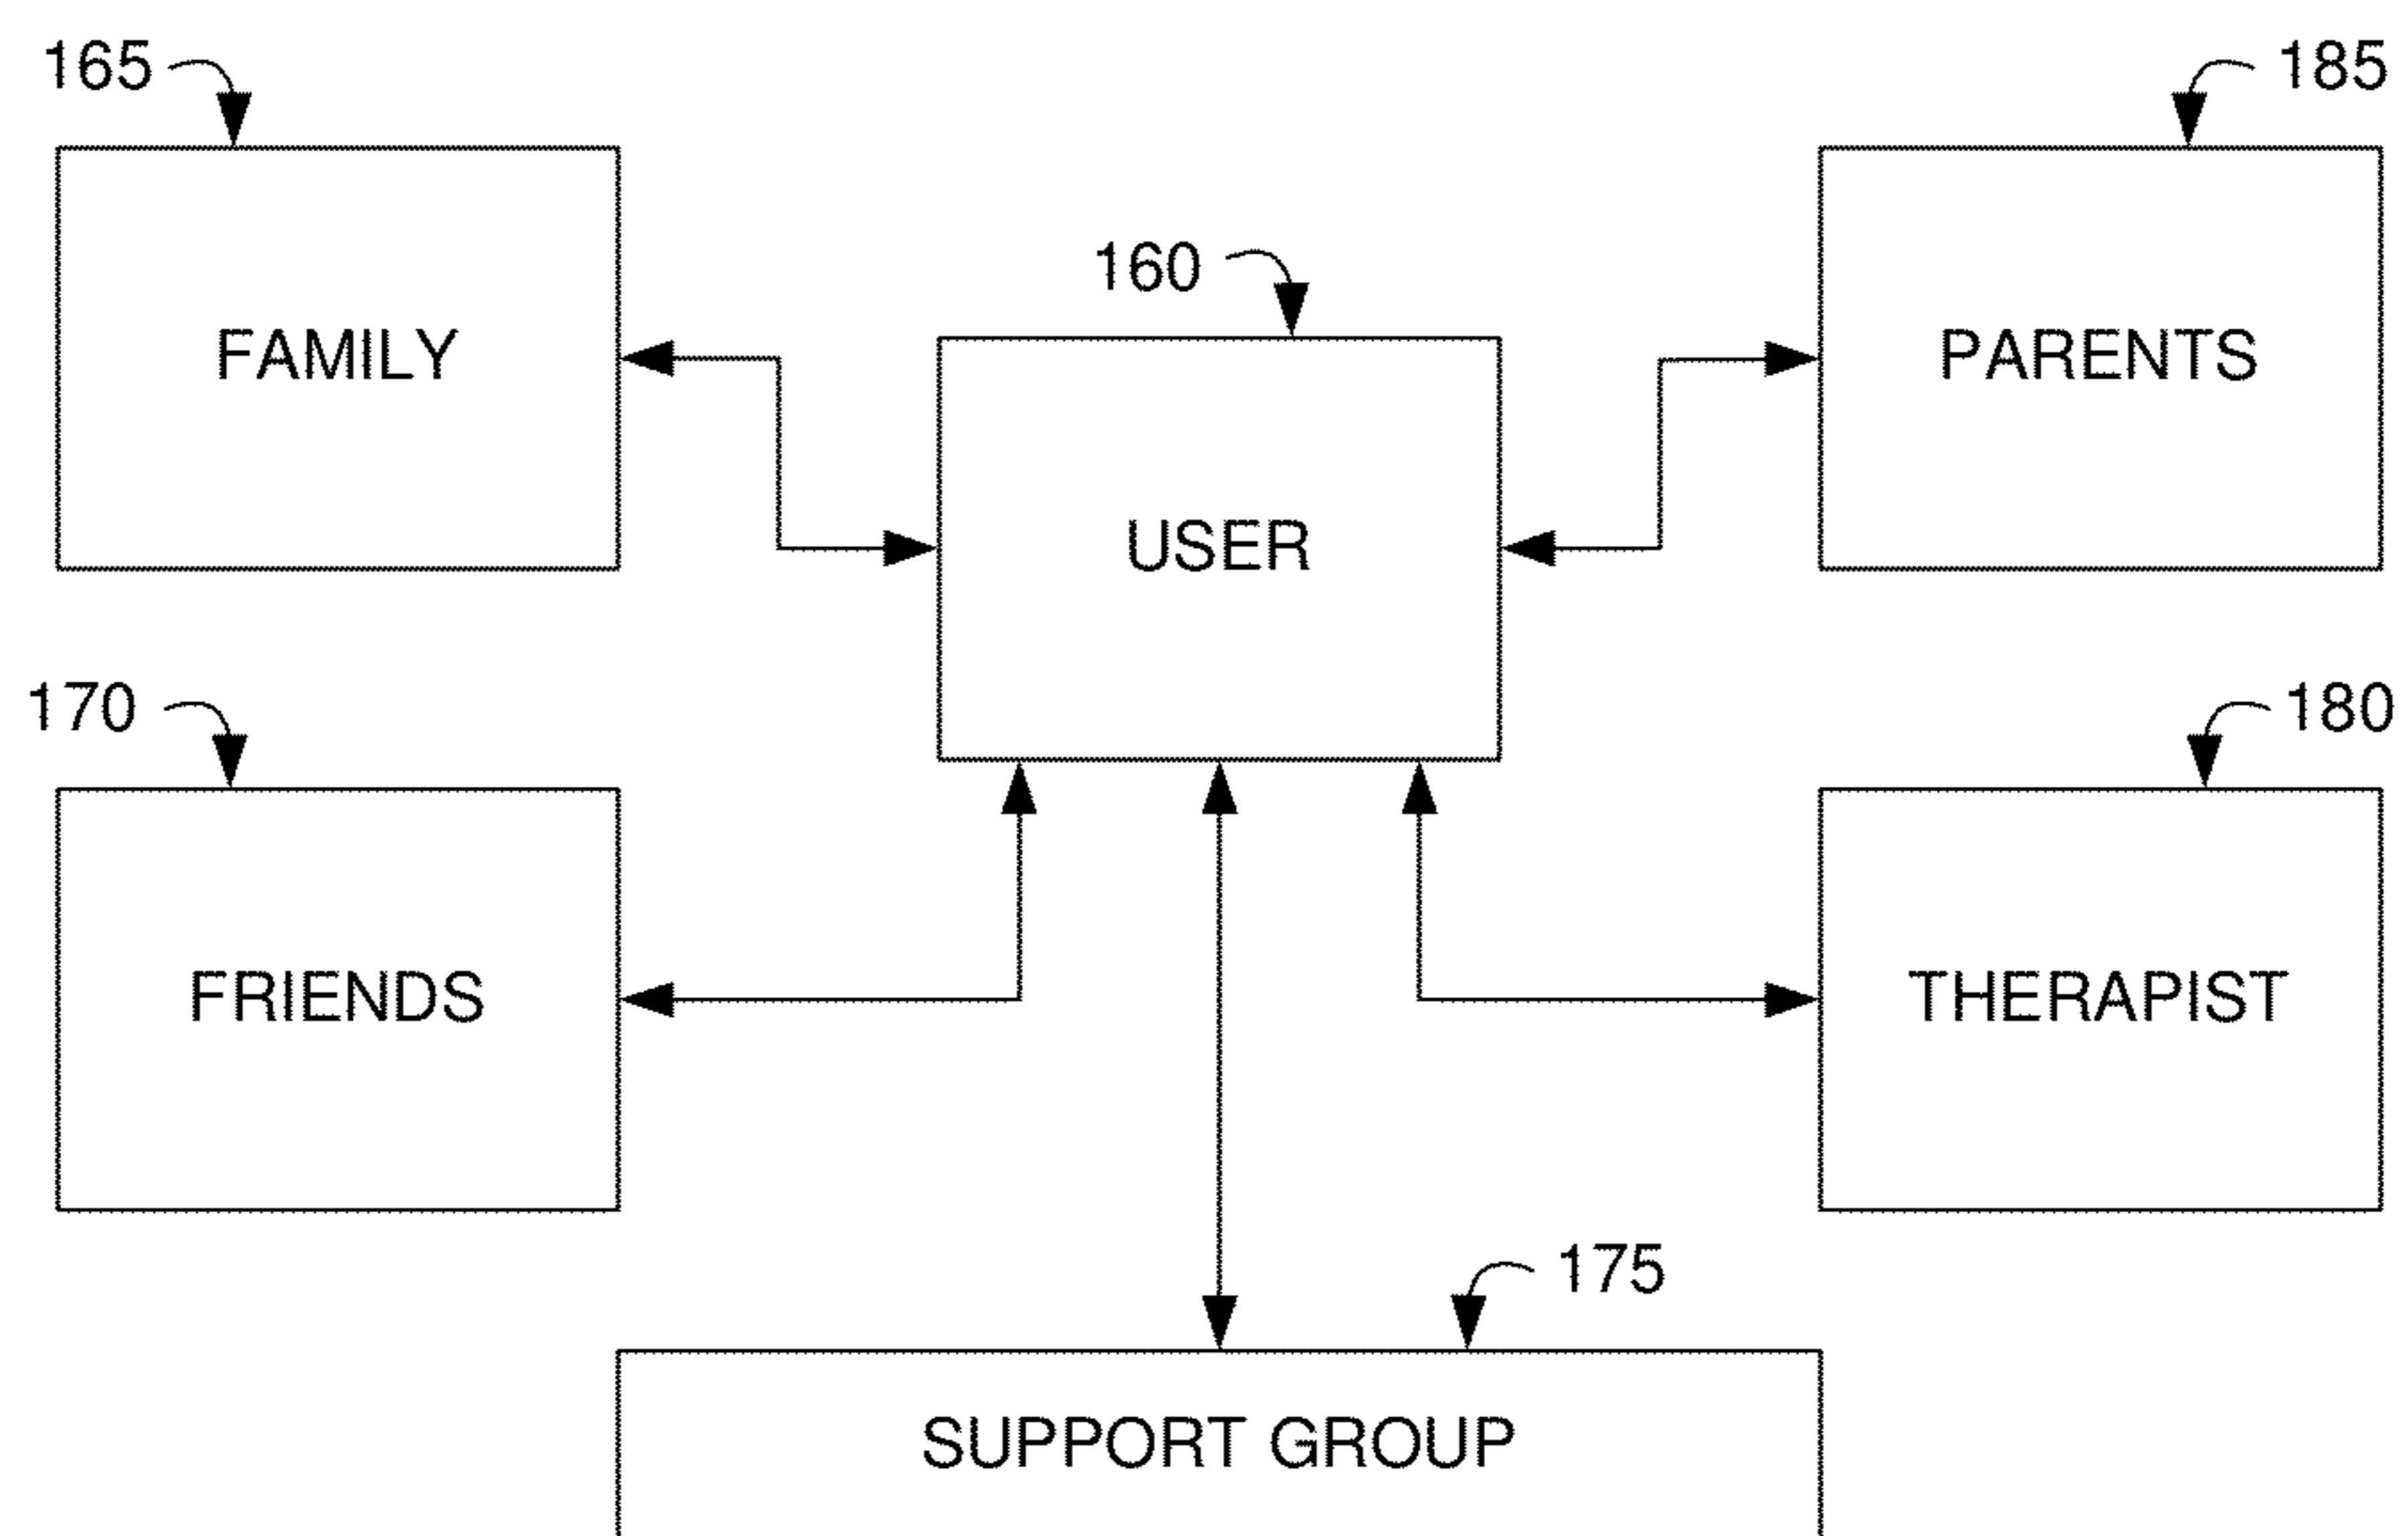 165
185
160
FAMILY
PARENTS
USER
170
180
FRIENDS
THERAPIST
175
SUPPORT GROUP